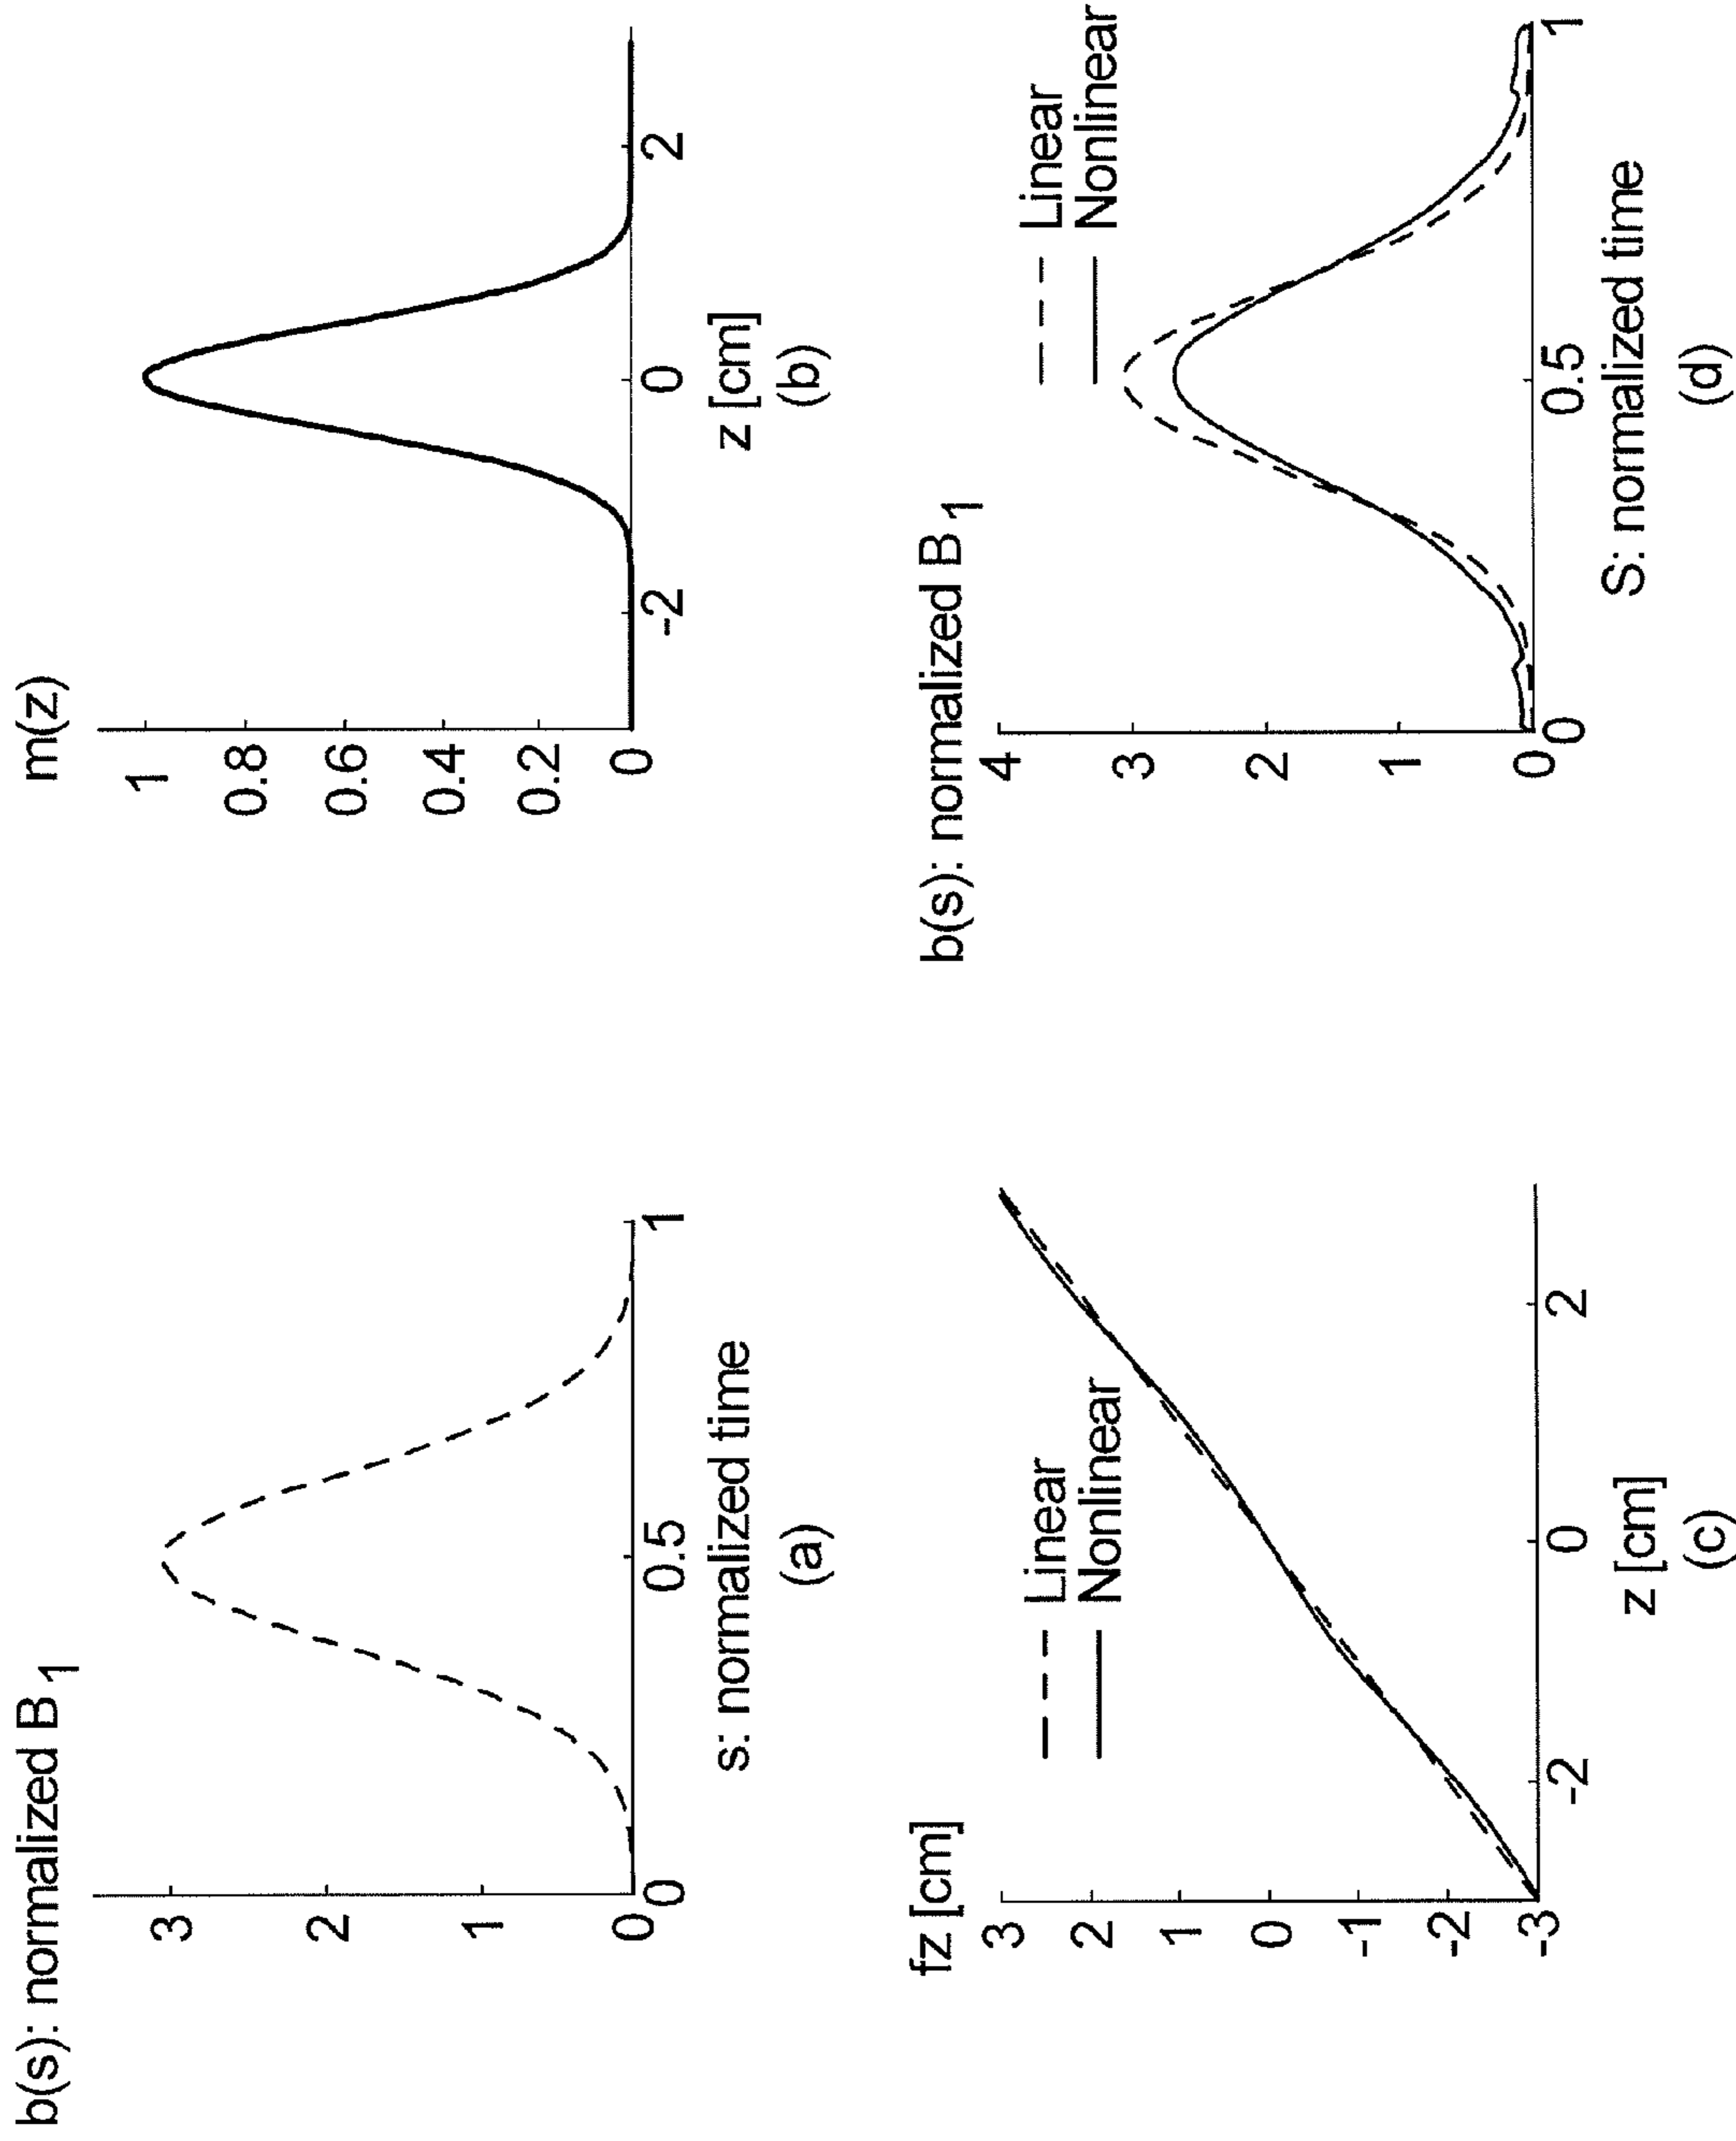 b(s): normalized B1
3
2
1
0
0
0.5
1
s: normalized time
(a)
m(z)
1
0.8
0.6
0.4
0.2
0
-2
0
2
z [cm]
(b)
fz [cm]
3
2
1
0
-1
-2
-3
Linear
Nonlinear
-2
0
2
z [cm]
(c)
b(s): normalized B1
4
3
2
1
0
Linear
Nonlinear
0
0.5
1
S: normalized time
(d)